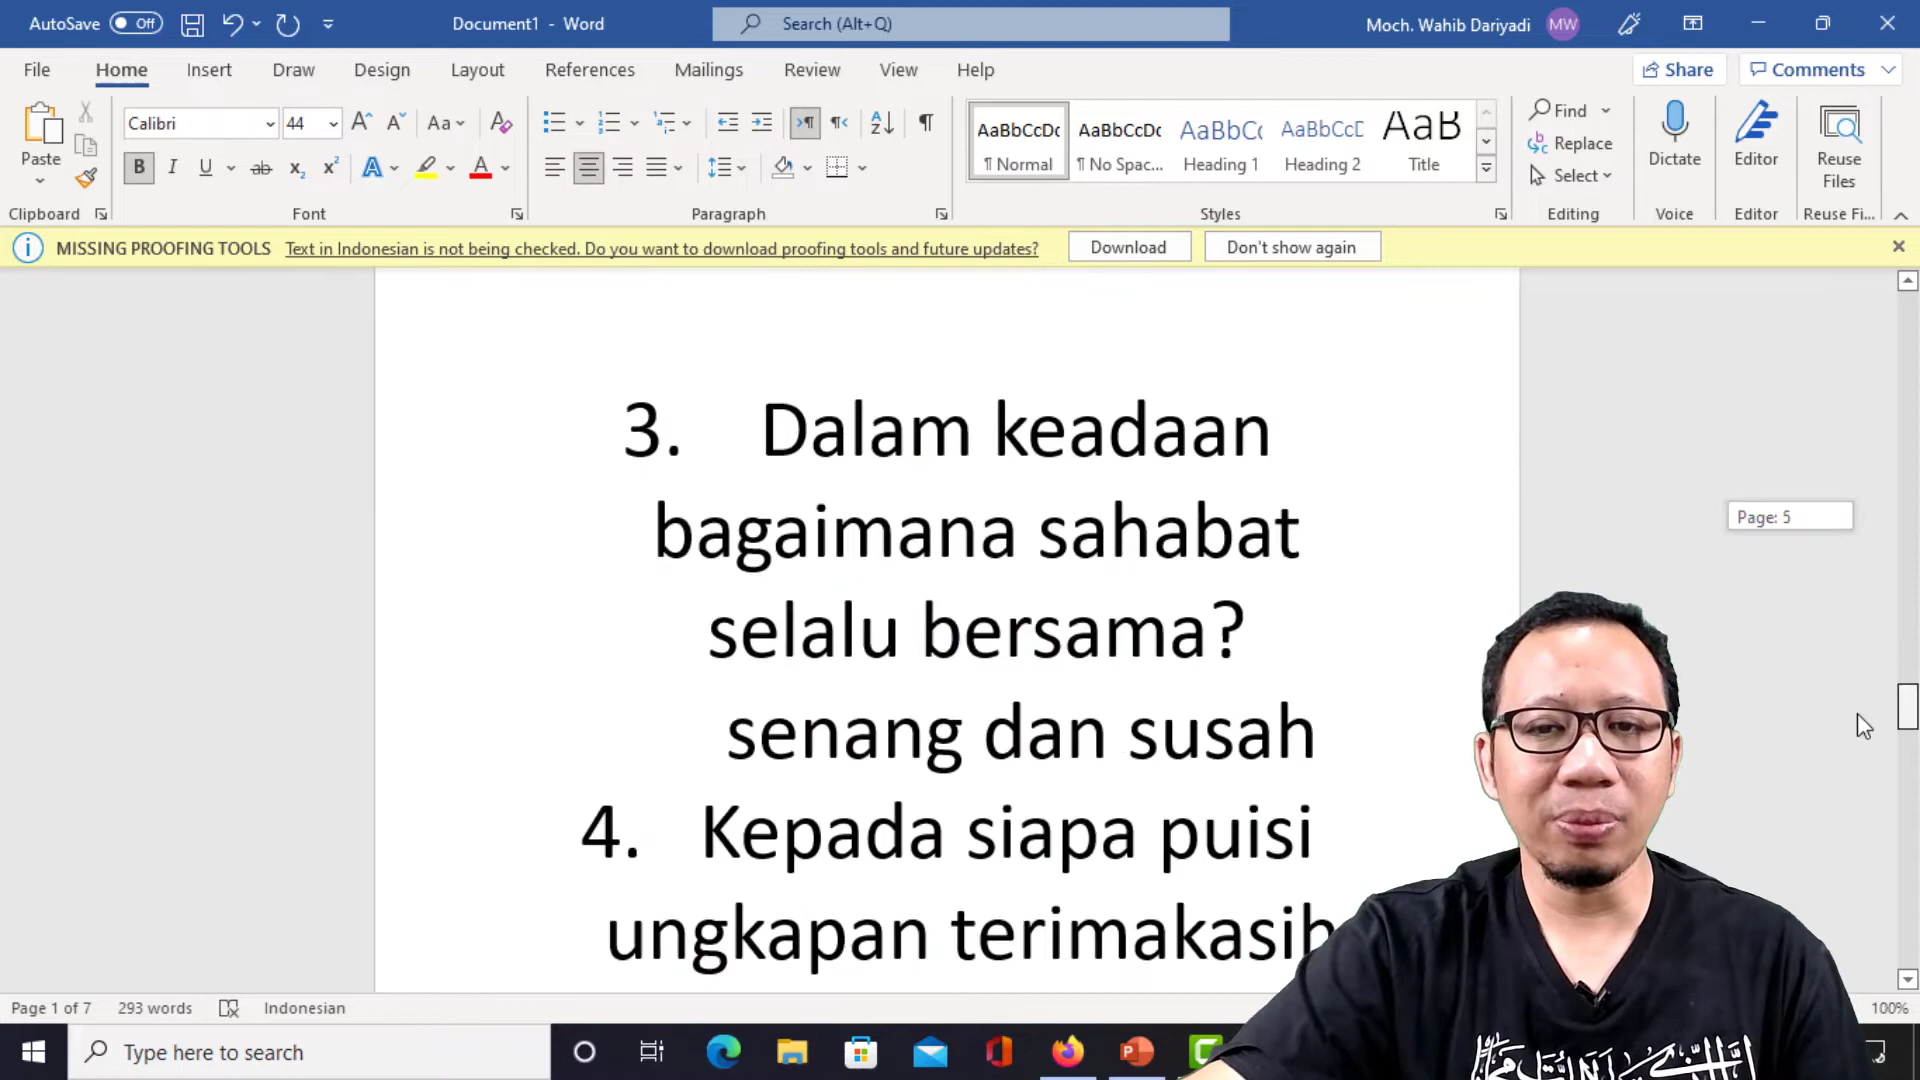 AutoSave Off Document1 - Word Search (Alt+Q) Moch. Wahib Dariyadi MW
File Home Insert Draw Design Layout References Mailings Review View Help Share Comments
Calibri 44 Aa
Paste
B I U ab
AaBbCcDc AaBbCcDc AaBbCc AaBbCcD AaB
¶ Normal ¶ No Spac... Heading 1 Heading 2 Title
Find
Replace
Select
Dictate Editor Reuse Files
Clipboard Font Paragraph Styles Editing Voice Editor Reuse Fi...
MISSING PROOFING TOOLS Text in Indonesian is not being checked. Do you want to download proofing tools and future updates? Download Don't show again
3. Dalam keadaan
bagaimana sahabat
selalu bersama?
senang dan susah
4. Kepada siapa puisi
ungkapan terimakasih
Page: 5
Page 1 of 7 293 words Indonesian 100%
Type here to search